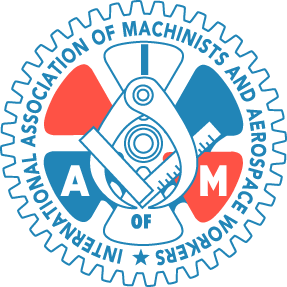 INTERNATIONAL ASSOCIATION OF MACHINISTS AND AEROSPACE WORKERS ★
I
A M
OF